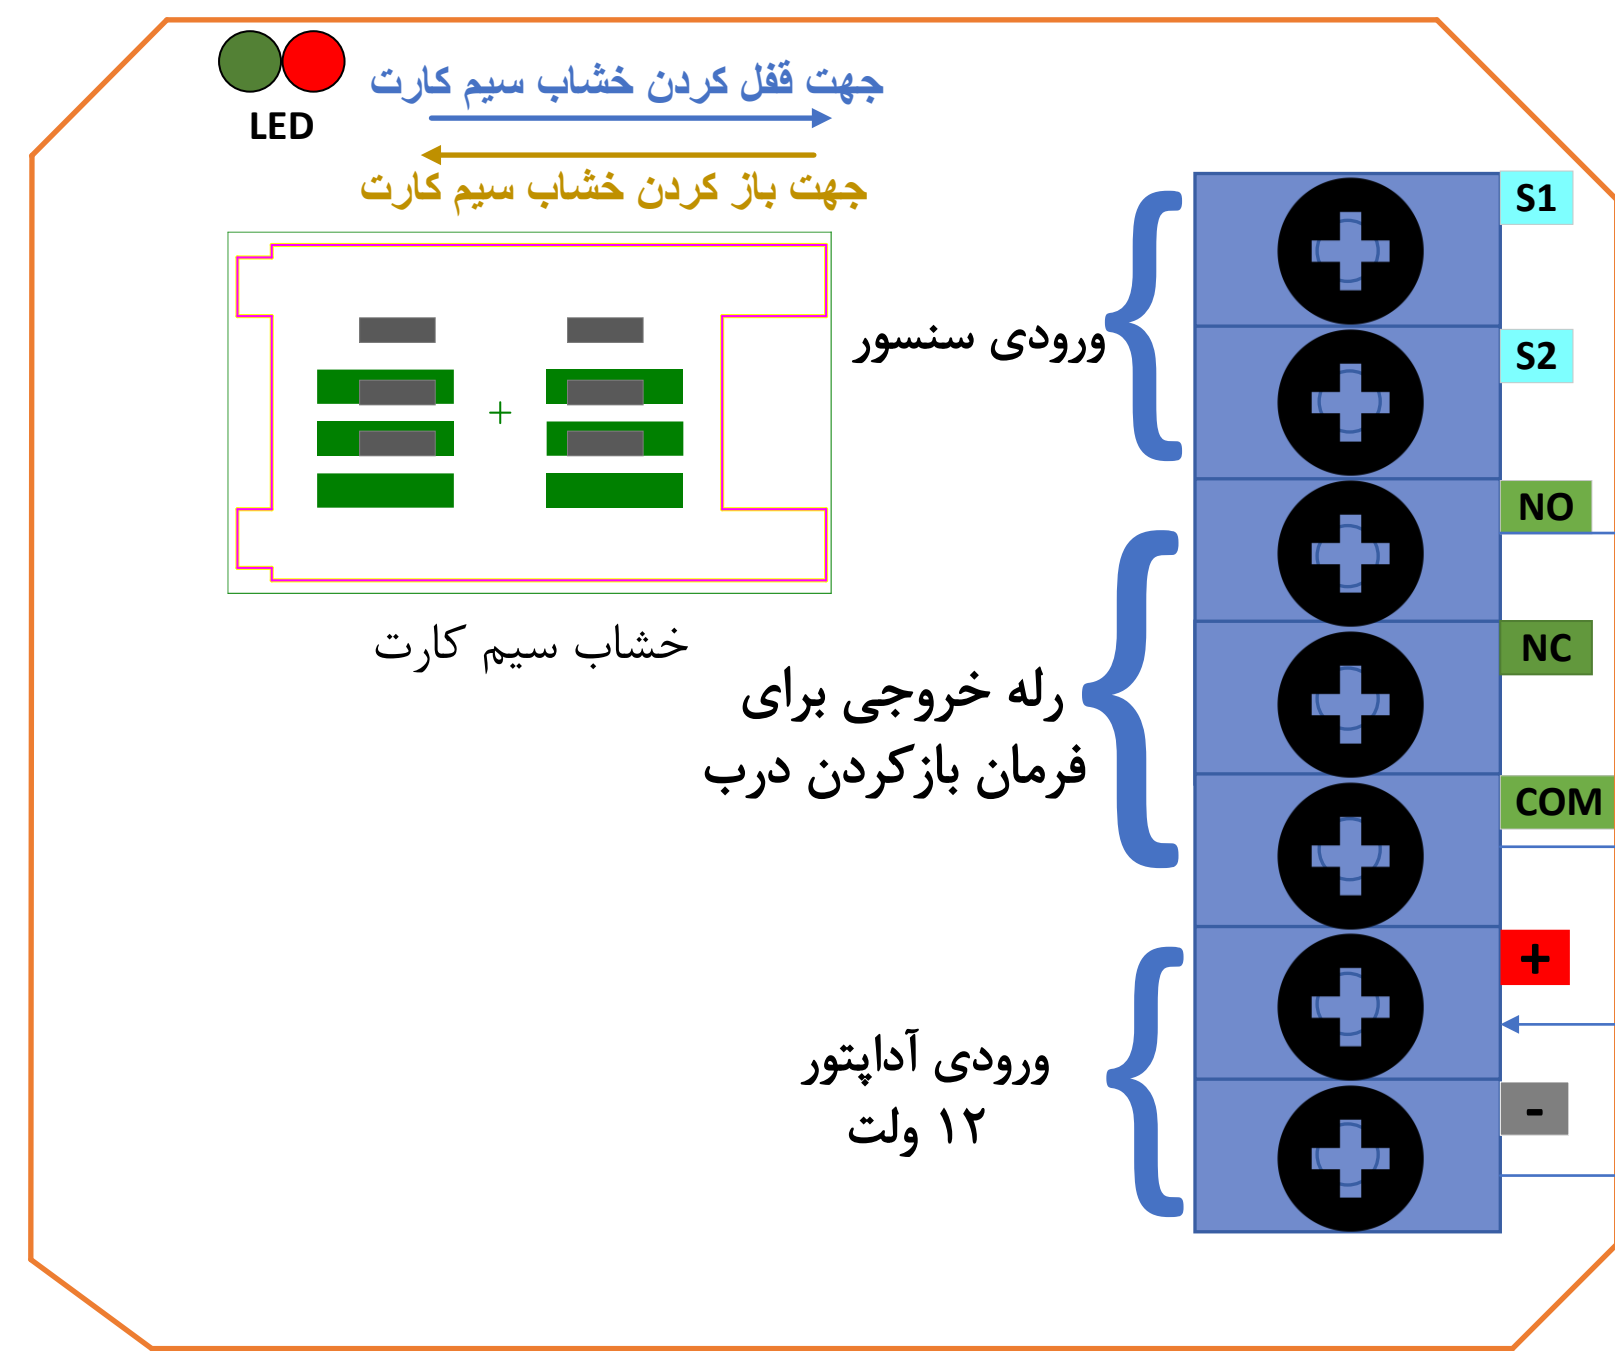 جهت قفل کردن خشاب سیم کارت
LED
جهت باز کردن خشاب سیم کارت
S1
ورودی سنسور
S2
NO
خشاب سیم کارت
NC
رله خروجی برای
فرمان بازکردن درب
COM
+
ورودی آداپتور
۱۲ ولت
-